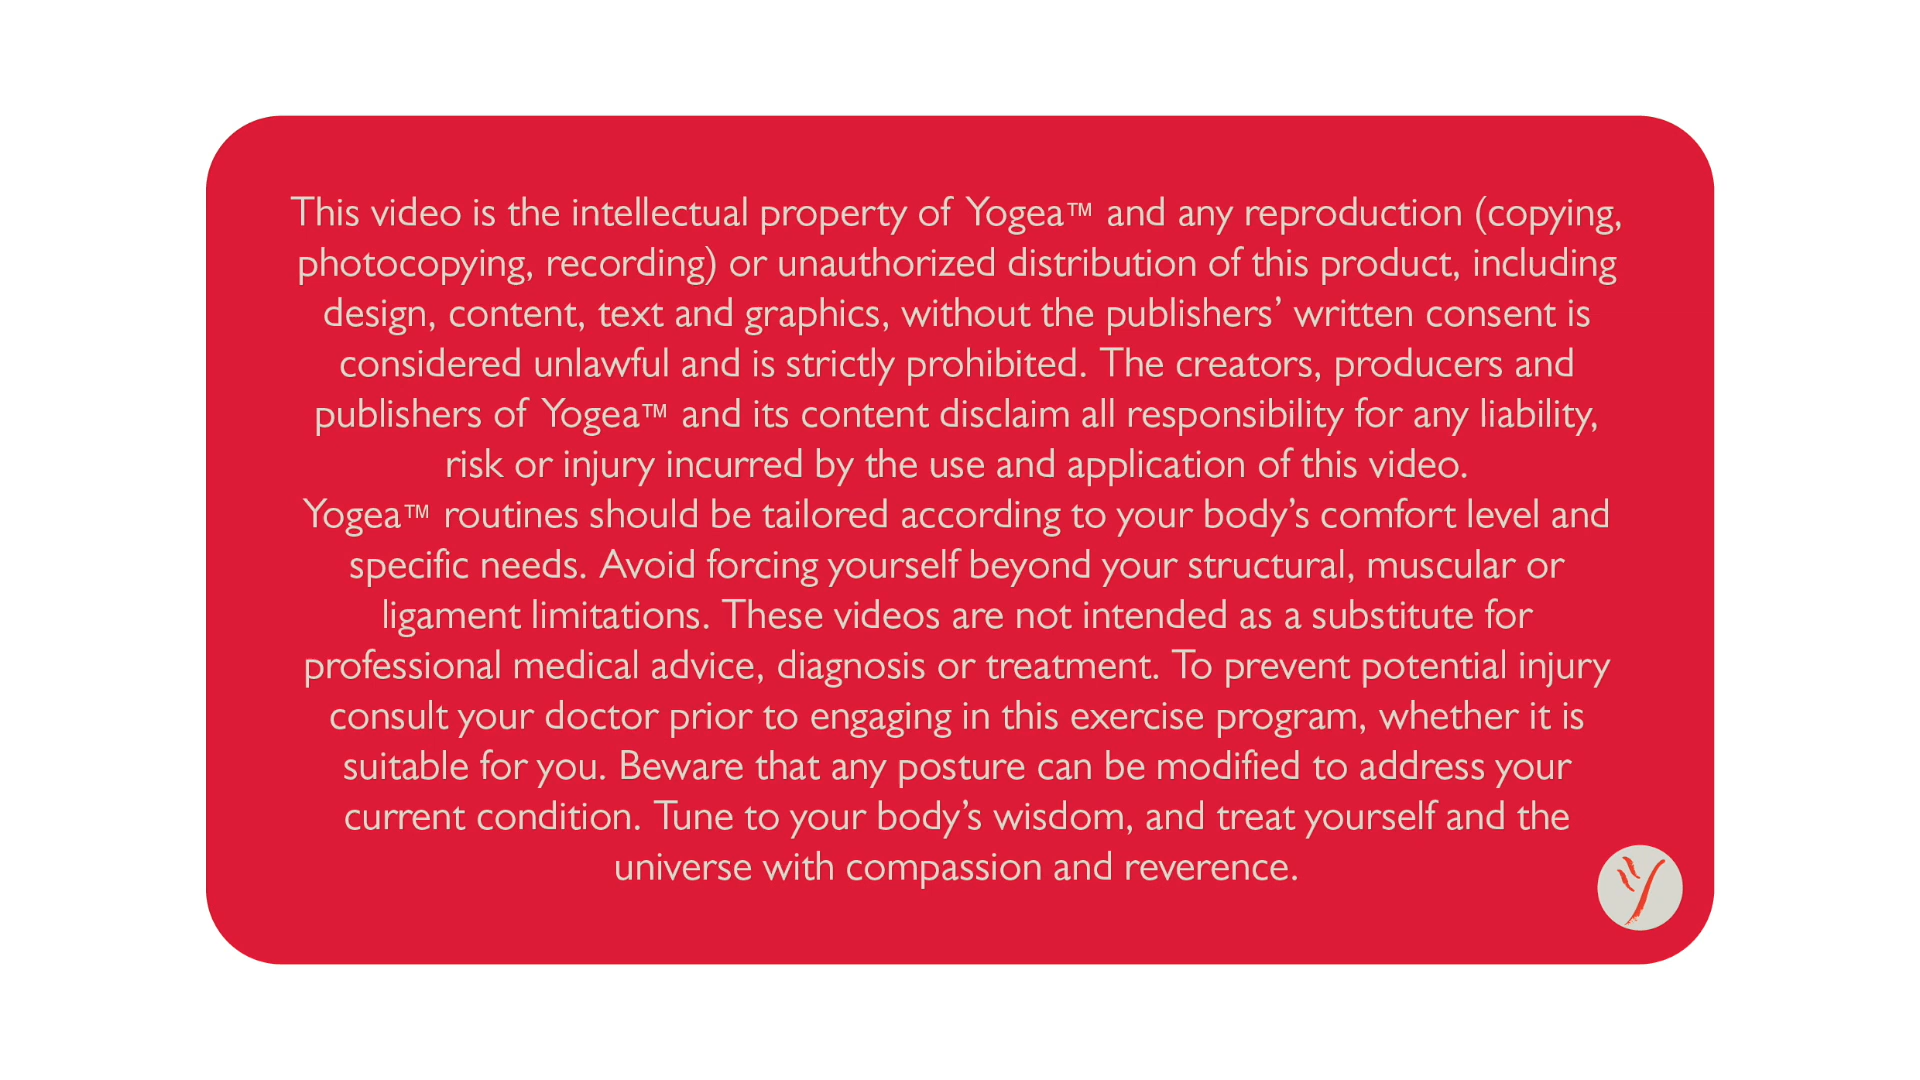 This video is the intellectual property of Yogea™ and any reproduction (copying,
photocopying, recording) or unauthorized distribution of this product, including
design, content, text and graphics, without the publishers’ written consent is
considered unlawful and is strictly prohibited. The creators, producers and
publishers of Yogea™ and its content disclaim all responsibility for any liability,
risk or injury incurred by the use and application of this video.
Yogea™ routines should be tailored according to your body’s comfort level and
specific needs. Avoid forcing yourself beyond your structural, muscular or
ligament limitations. These videos are not intended as a substitute for
professional medical advice, diagnosis or treatment. To prevent potential injury
consult your doctor prior to engaging in this exercise program, whether it is
suitable for you. Beware that any posture can be modified to address your
current condition. Tune to your body’s wisdom, and treat yourself and the
universe with compassion and reverence.